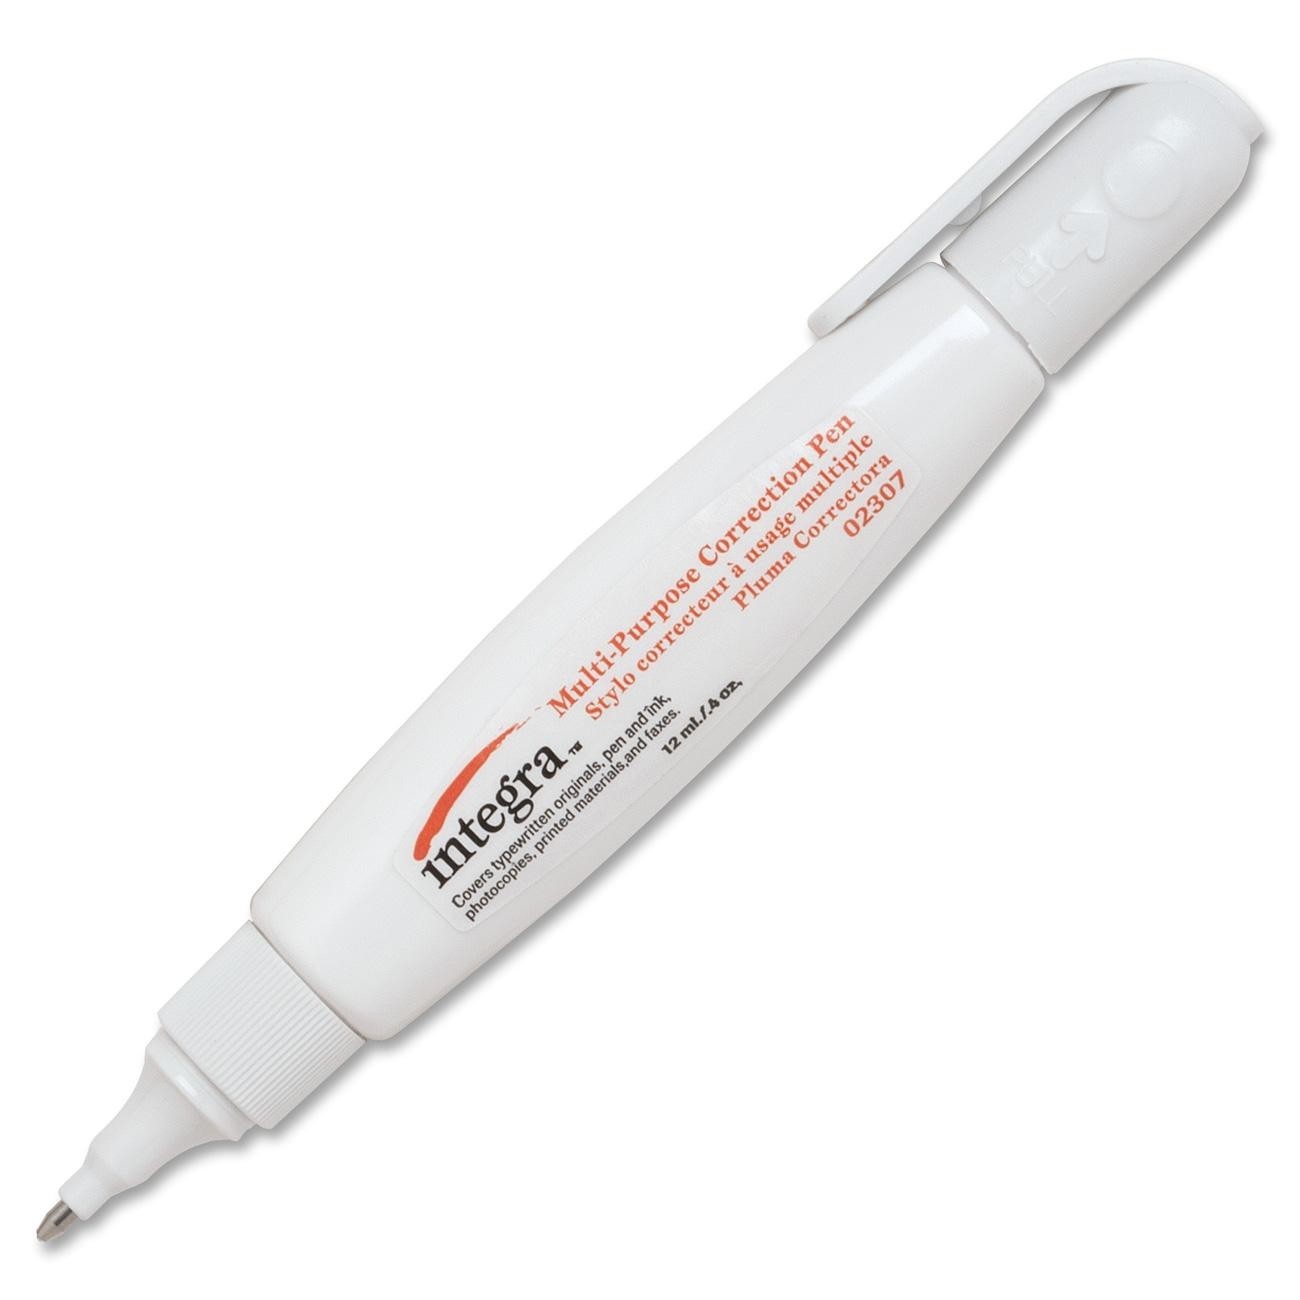 integra™
Multi-Purpose Correction Pen
Stylo correcteur à usage multiple
Pluma Correctora
02307
Covers typewritten originals, pen and ink,
photocopies, printed materials,and faxes.
12 ml./.4 oz.